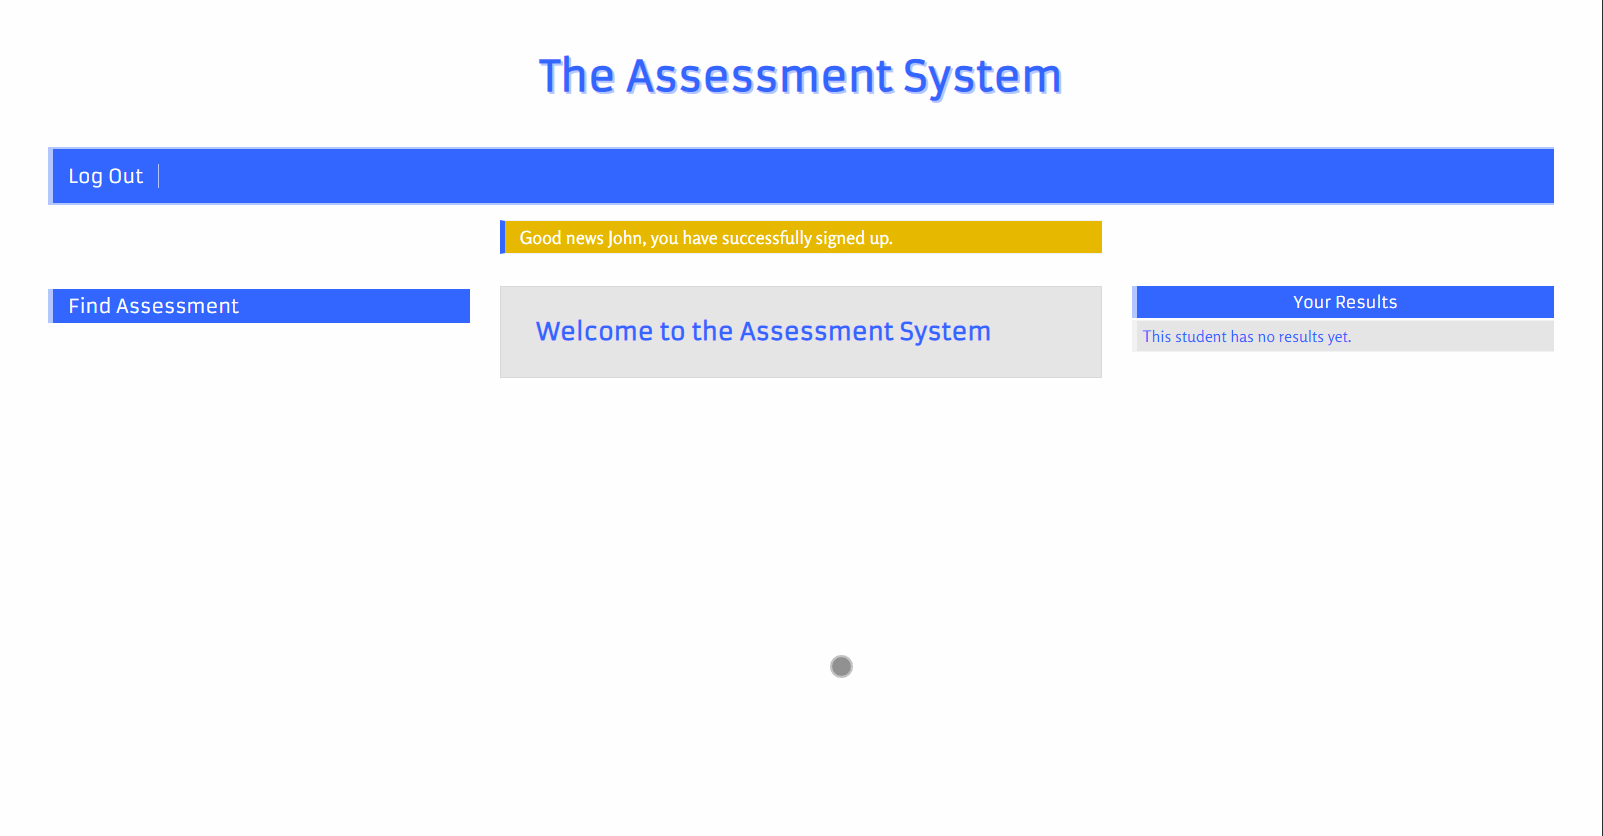 The Assessment System
Log Out
Good news John, you have successfully signed up.
Find Assessment
Welcome to the Assessment System
Your Results
This student has no results yet.